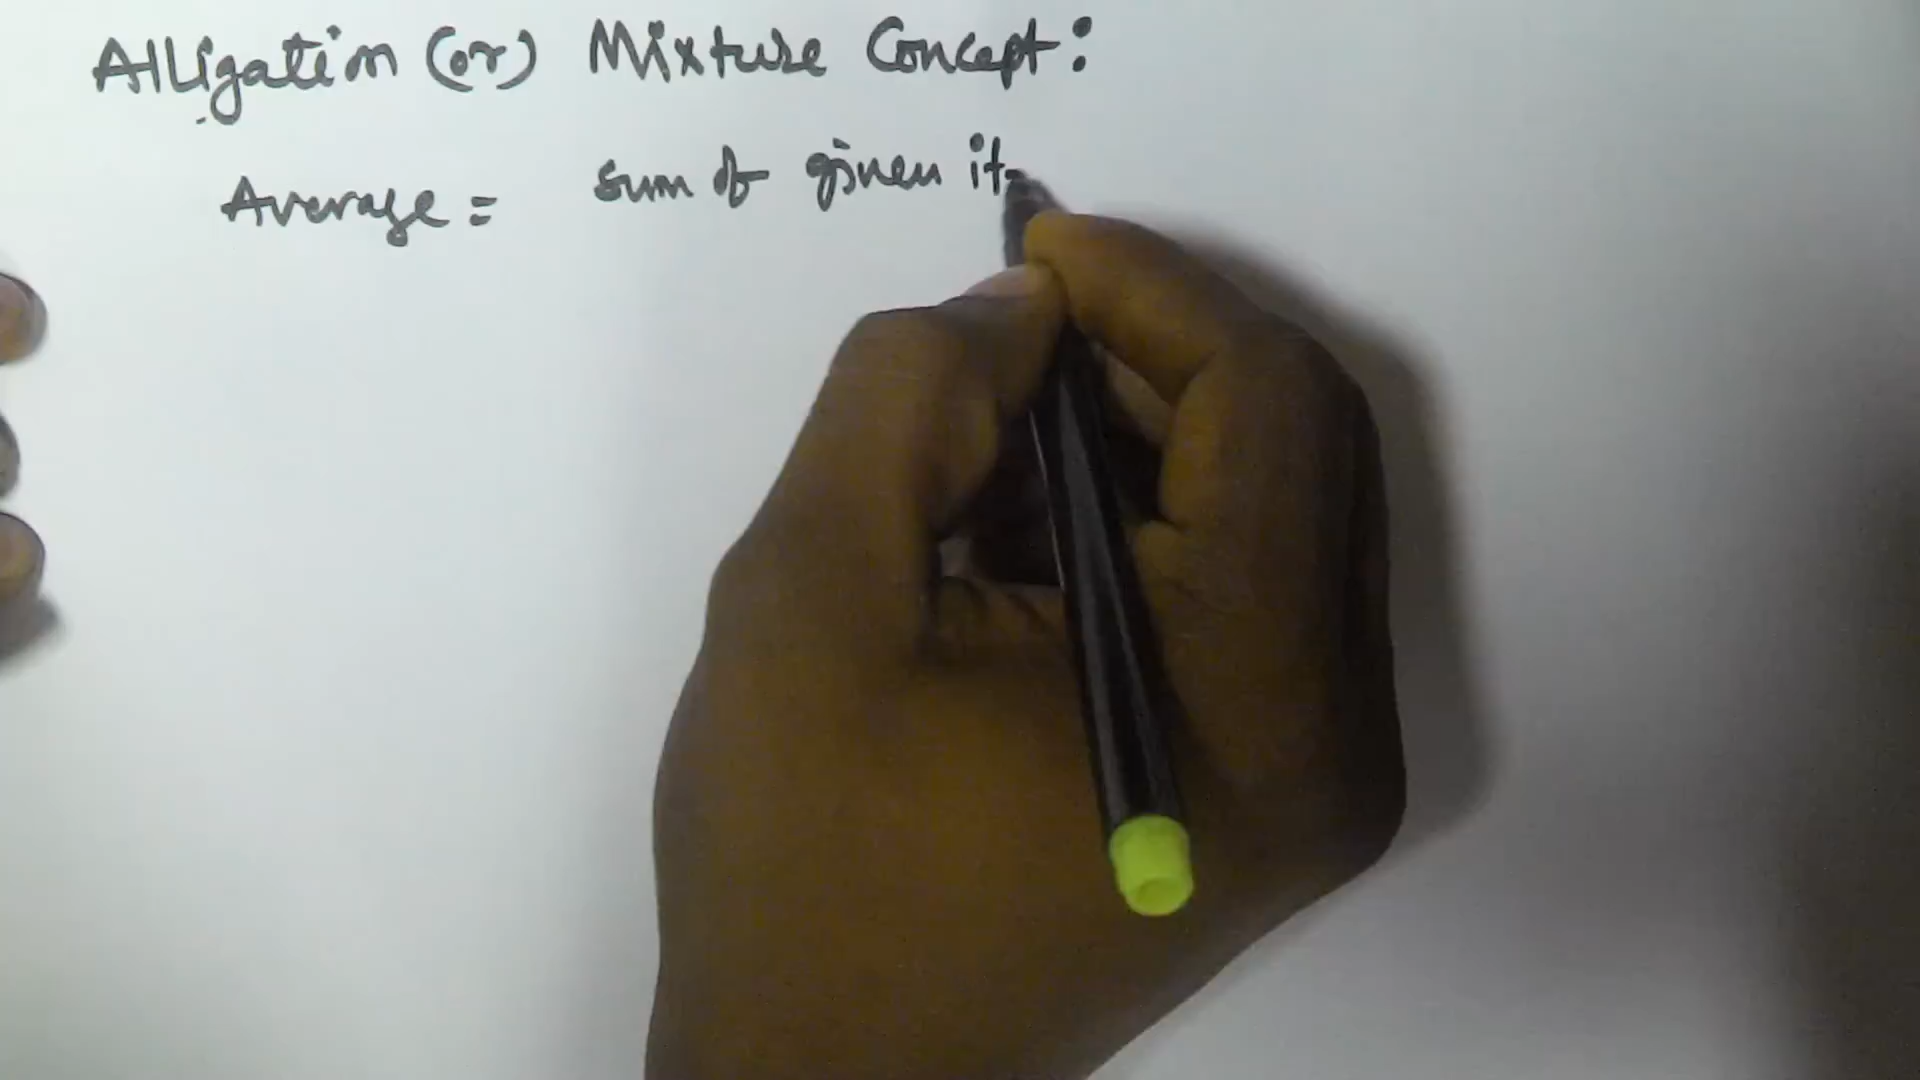 Alligation (or) Mixture Concept:
Average = sum of given it